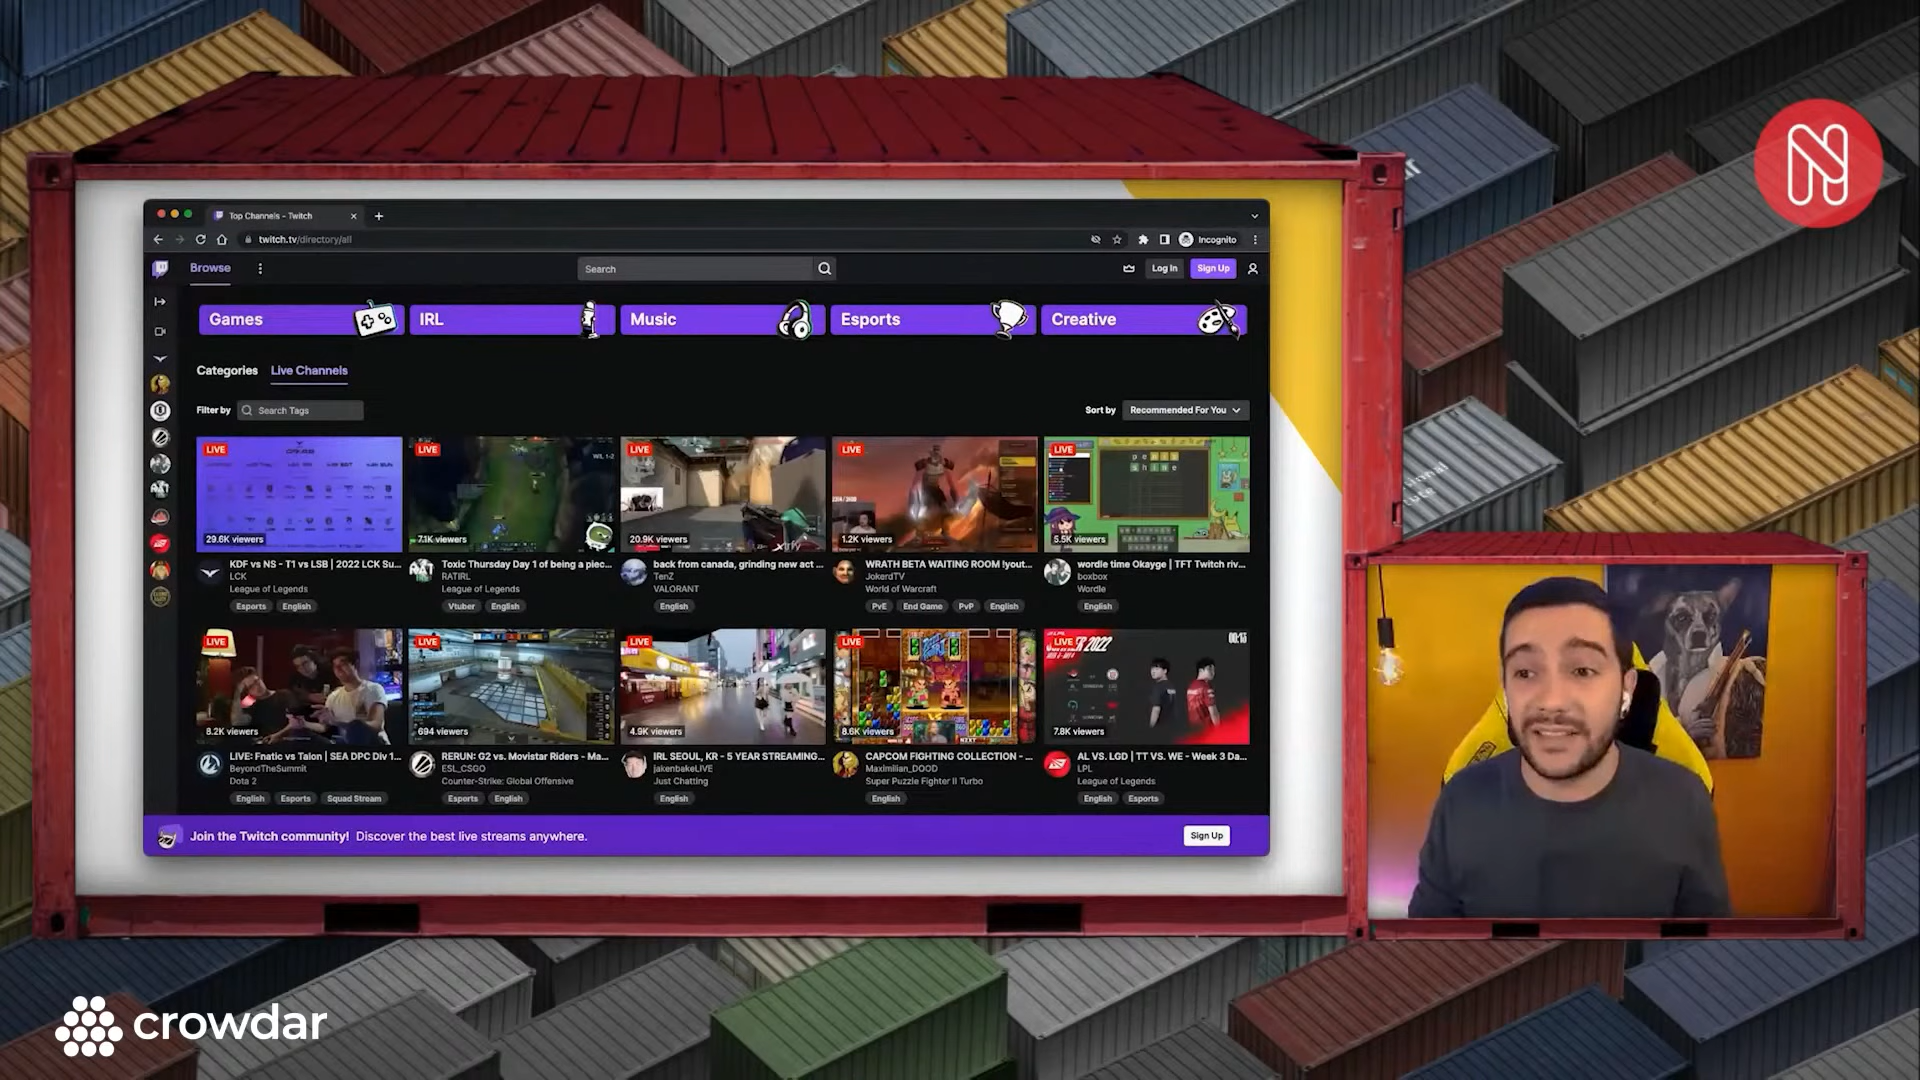 Top Channels - Twitch
twitch.tv/directory/all
Incognito
Browse
Search
Log In
Sign Up
Games
IRL
Music
Esports
Creative
Categories
Live Channels
Filter by
Search Tags
Sort by
Recommended For You
LIVE
LIVE
LIVE
LIVE
LIVE
29.6K viewers
7.1K viewers
20.9K viewers
1.2K viewers
5.5K viewers
KDF vs NS - T1 vs LSB | 2022 LCK Su...
LCK
League of Legends
Esports
English
Toxic Thursday Day 1 of being a piec...
RATIRL
League of Legends
Vtuber
English
back from canada, grinding new act ...
TenZ
VALORANT
English
WRATH BETA WAITING ROOM !yout...
JokerdTV
World of Warcraft
PvE
End Game
PvP
English
wordle time Okayge | TFT Twitch riv...
boxbox
Wordle
English
LIVE
LIVE
LIVE
LIVE
LIVE
00:13
8.2K viewers
694 viewers
4.9K viewers
8.6K viewers
7.8K viewers
LIVE: Fnatic vs Talon | SEA DPC Div 1...
BeyondTheSummit
Dota 2
English
Esports
Squad Stream
RERUN: G2 vs. Movistar Riders - Ma...
ESL_CSGO
Counter-Strike: Global Offensive
Esports
English
IRL SEOUL, KR - 5 YEAR STREAMING...
jakenbakeLIVE
Just Chatting
English
CAPCOM FIGHTING COLLECTION - ...
Maximilian_DOOD
Super Puzzle Fighter II Turbo
English
AL VS. LGD | TT VS. WE - Week 3 Da...
LPL
League of Legends
English
Esports
Join the Twitch community! Discover the best live streams anywhere.
Sign Up
crowdar